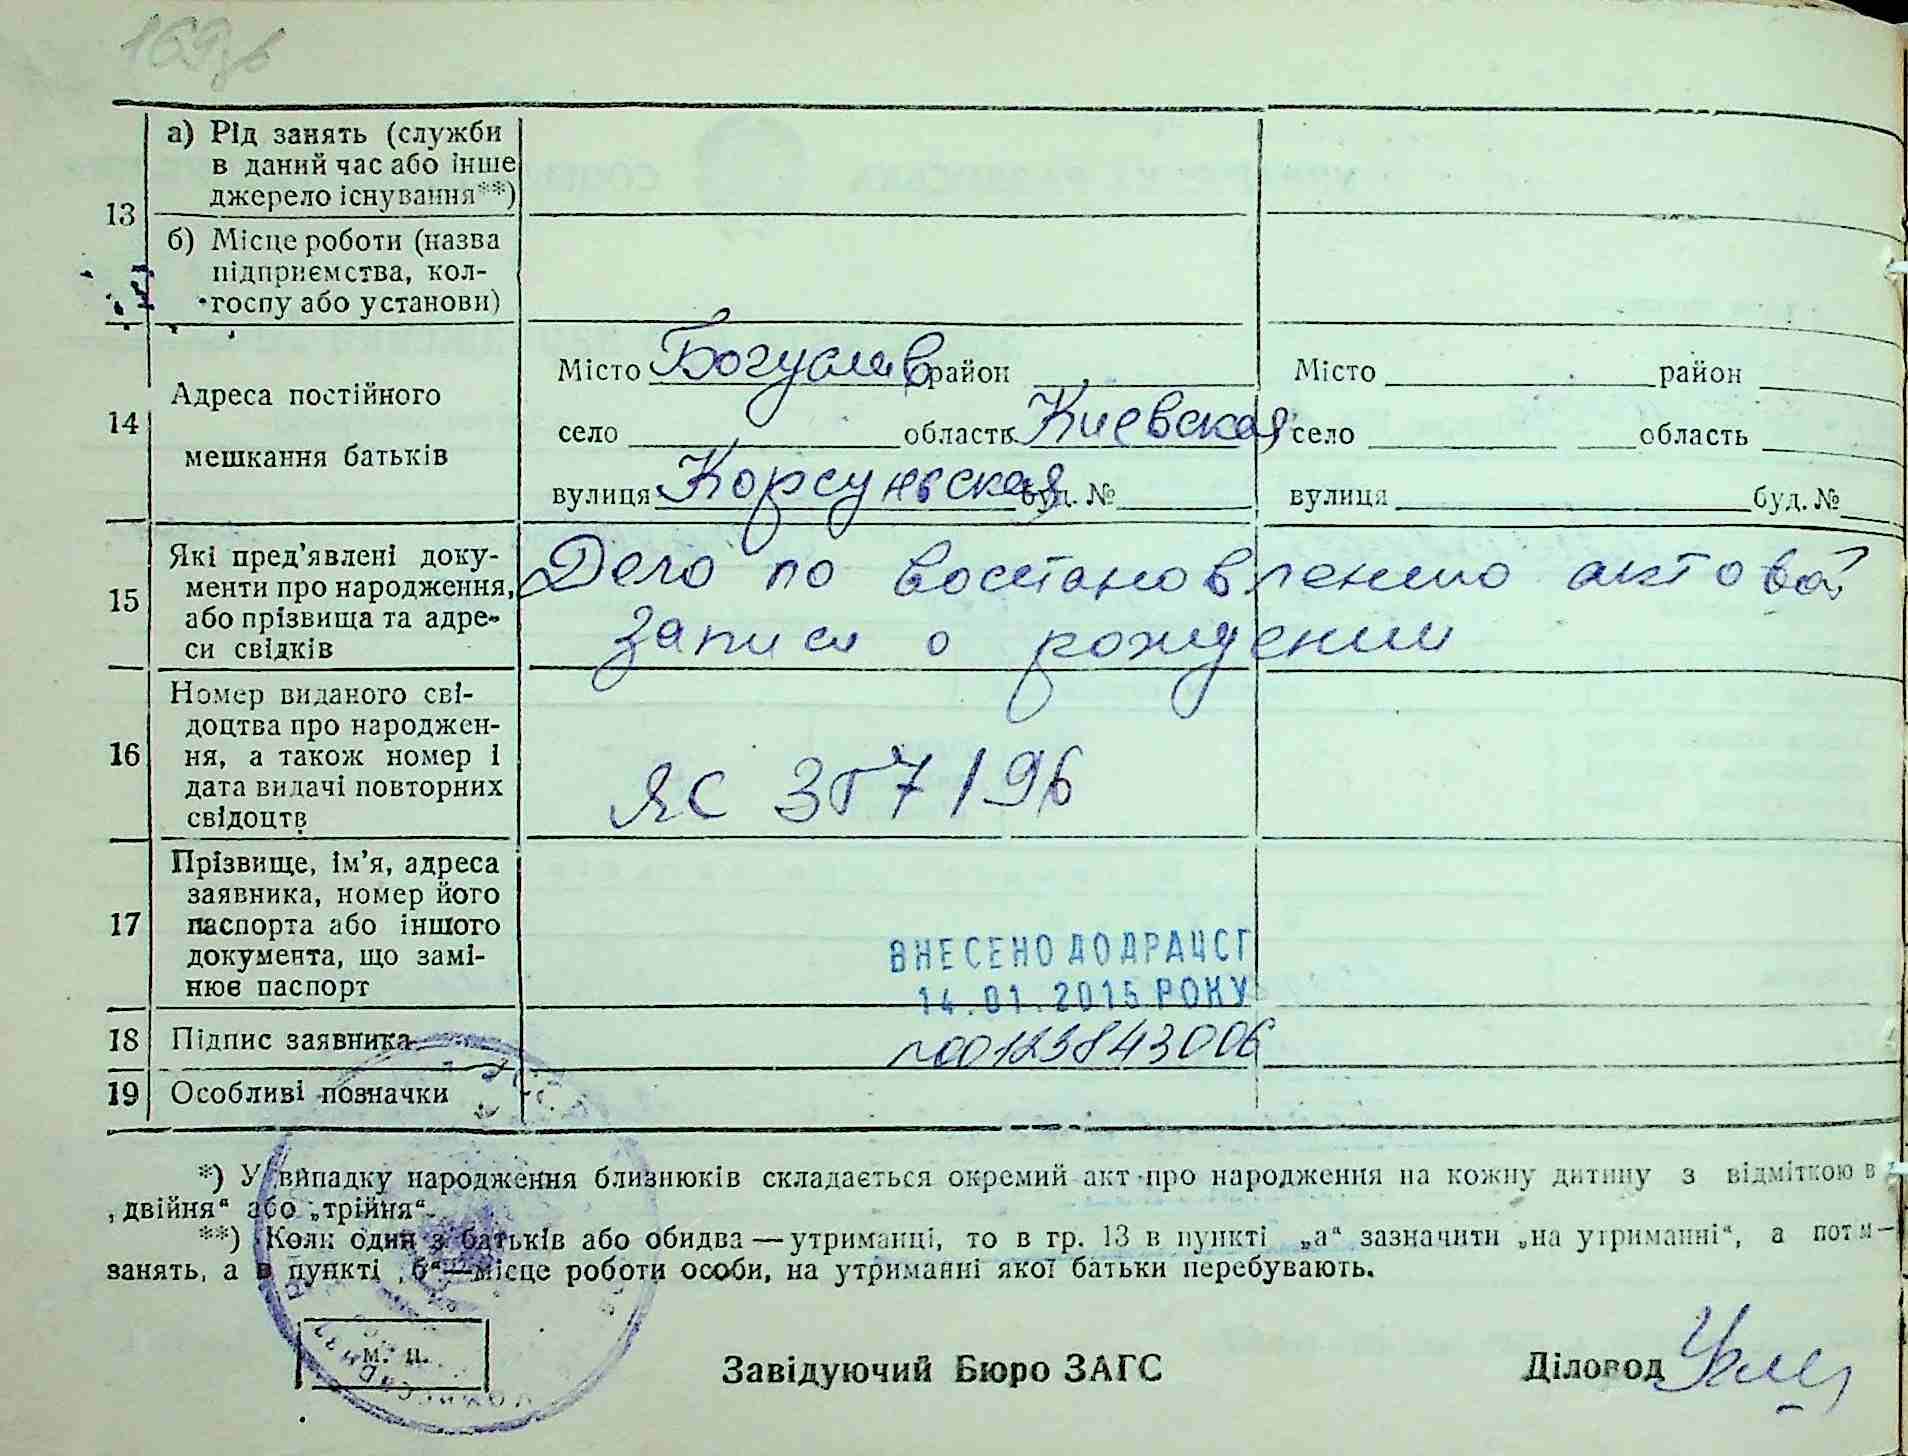 13
а) Рід занять (служби
в даний час або інше
джерело існування**)
б) Місце роботи (назва
підприємства, кол-
госпу або установи)
14
Адреса постійного
мешкання батьків
Місто Богуслав район
село область Киевская
вулиця Корсунвская буд. №
Місто район
село область
вулиця буд. №
15
Які пред’явлені доку-
менти про народження,
або прізвища та адре-
си свідків
Дело по восстановлению актовой
записи о рождении
16
Номер виданого сві-
доцтва про народжен-
ня, а також номер і
дата видачі повторних
свідоцтв
ЯС 357196
17
Прізвище, ім’я, адреса
заявника, номер його
паспорта або іншого
документа, що замі-
нює паспорт
ВНЕСЕНО ДО ДРАЦСГ
14.01.2015 РОКУ
18 Підпис заявника
00123843006
19 Особливі позначки
*) У випадку народження близнюків складається окремий акт про народження на кожну дитину з відміткою в
„двійня“ або „трійня“.
**) Коли один з батьків або обидва — утриманці, то в гр. 13 в пункті „а“ зазначити „на утриманні“, а потім —
занять, а в пункті „б“ — місце роботи особи, на утриманні якої батьки перебувають.
м. п.
Завідуючий Бюро ЗАГС
Діловод